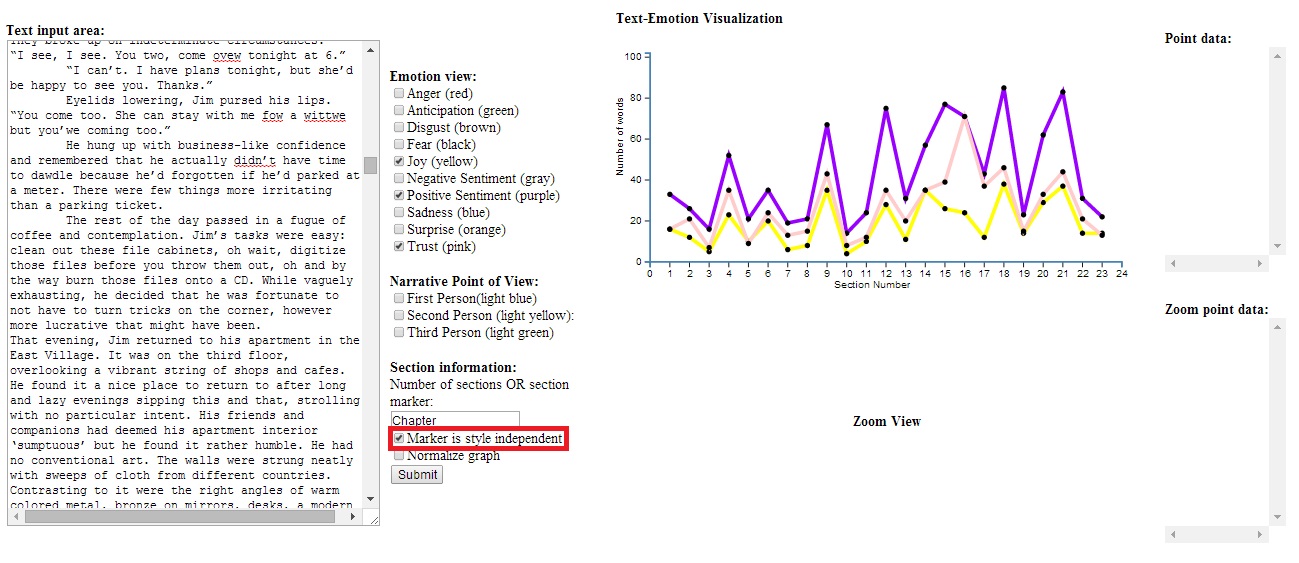 Text input area:
They broke up on indeterminate circumstances.
“I see, I see. You two, come ovew tonight at 6.”
“I can’t. I have plans tonight, but she’d
be happy to see you. Thanks.”
Eyelids lowering, Jim pursed his lips.
“You come too. She can stay with me fow a wittwe
but you’we coming too.”
He hung up with business-like confidence
and remembered that he actually didn’t have time
to dawdle because he’d forgotten if he’d parked at
a meter. There were few things more irritating
than a parking ticket.
The rest of the day passed in a fugue of
coffee and contemplation. Jim’s tasks were easy:
clean out these file cabinets, oh wait, digitize
those files before you throw them out, oh and by
the way burn those files onto a CD. While vaguely
exhausting, he decided that he was fortunate to
not have to turn tricks on the corner, however
more lucrative that might have been.
That evening, Jim returned to his apartment in the
East Village. It was on the third floor,
overlooking a vibrant string of shops and cafes.
He found it a nice place to return to after long
and lazy evenings sipping this and that, strolling
with no particular intent. His friends and
companions had deemed his apartment interior
‘sumptuous’ but he found it rather humble. He had
no conventional art. The walls were strung neatly
with sweeps of cloth from different countries.
Contrasting to it were the right angles of warm
colored metal, bronze on mirrors, desks, a modern
Emotion view:
Anger (red)
Anticipation (green)
Disgust (brown)
Fear (black)
Joy (yellow)
Negative Sentiment (gray)
Positive Sentiment (purple)
Sadness (blue)
Surprise (orange)
Trust (pink)
Narrative Point of View:
First Person(light blue)
Second Person (light yellow):
Third Person (light green)
Section information:
Number of sections OR section
marker:
Chapter
Marker is style independent
Normalize graph
Submit
Text-Emotion Visualization
Number of words
100
80
60
40
20
0
0 1 2 3 4 5 6 7 8 9 10 11 12 13 14 15 16 17 18 19 20 21 22 23 24
Section Number
Zoom View
Point data:
Zoom point data: